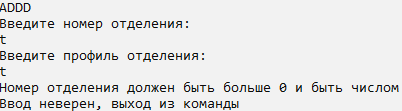 ADDD
Введите номер отделения:
t
Введите профиль отделения:
t
Номер отделения должен быть больше 0 и быть числом
Ввод неверен, выход из команды